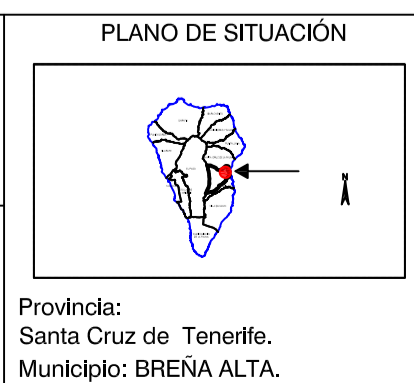 PLANO DE SITUACIÓN
N
Provincia:
Santa Cruz de Tenerife.
Municipio: BREÑA ALTA.